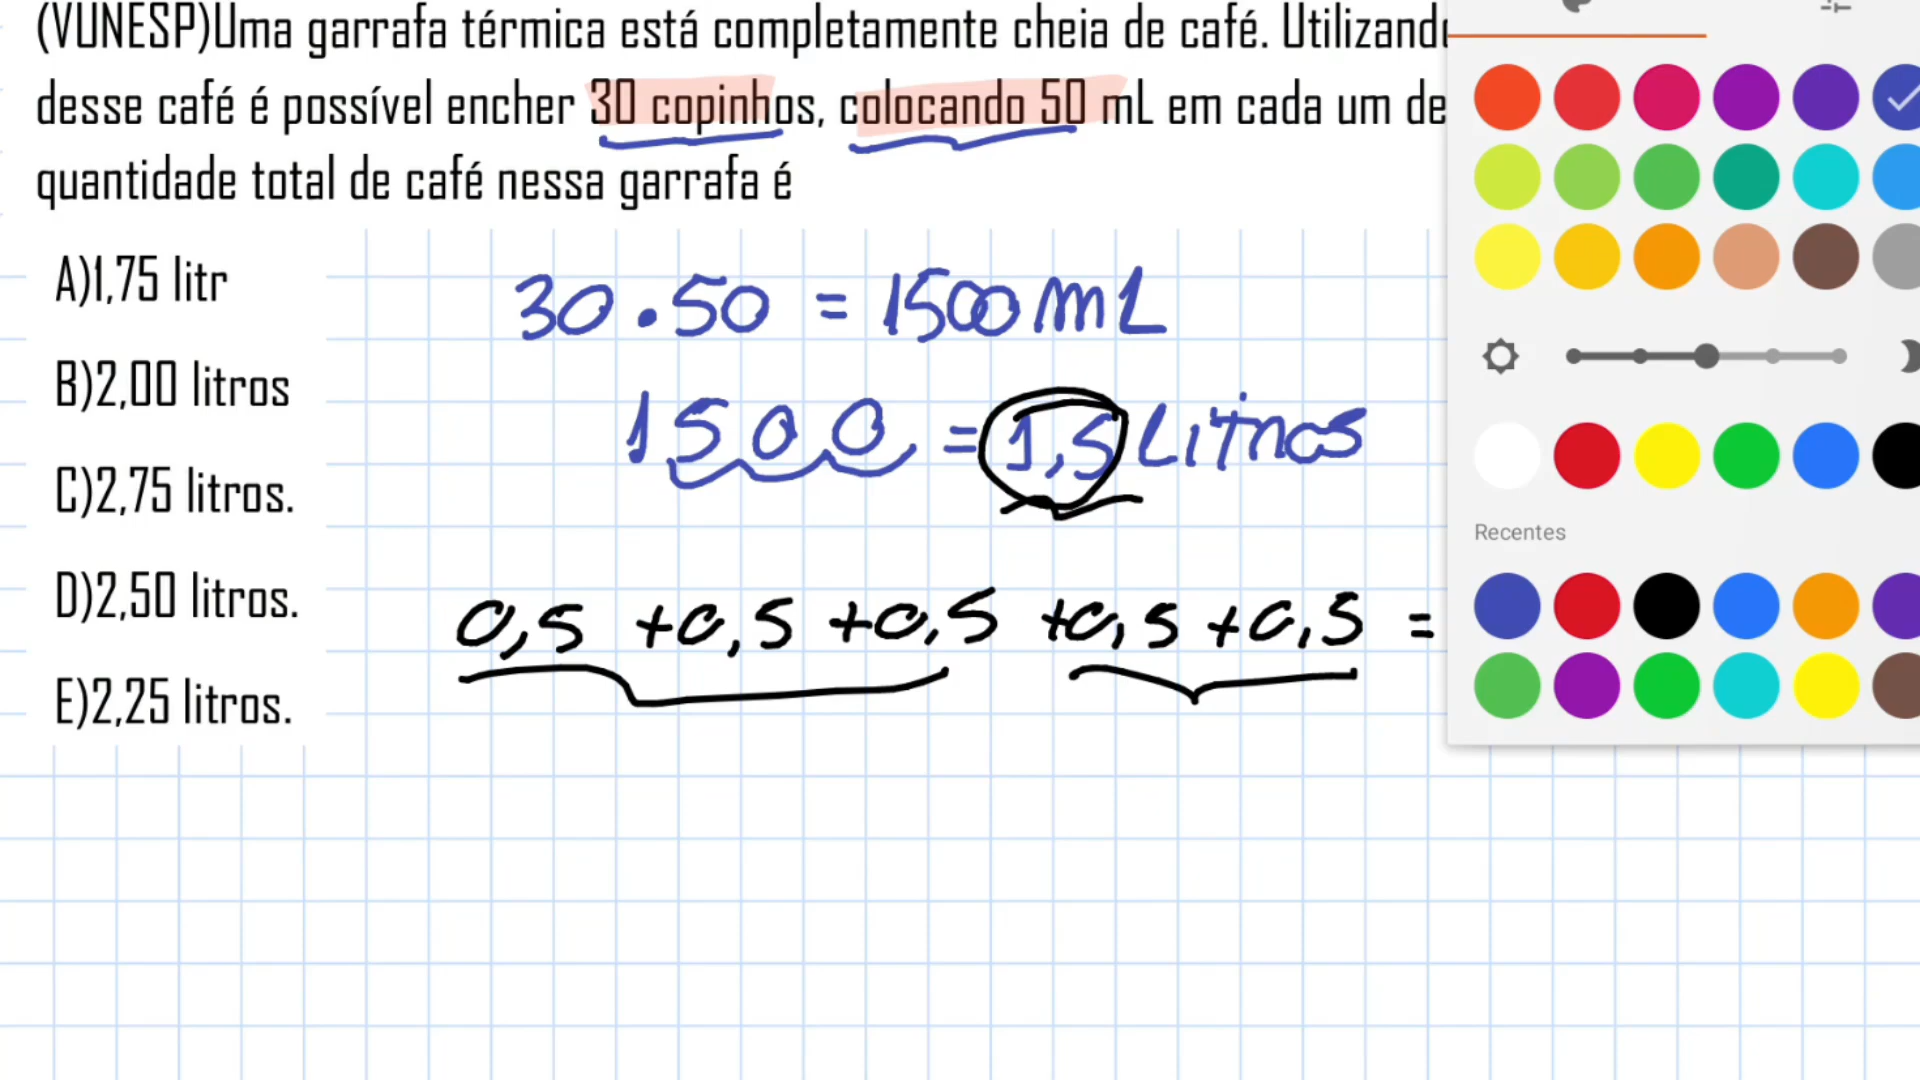 (VUNESP)Uma garrafa térmica está completamente cheia de café. Utilizando
desse café é possível encher 30 copinhos, colocando 50 mL em cada um de
quantidade total de café nessa garrafa é
A)1,75 litr
B)2,00 litros
C)2,75 litros.
D)2,50 litros.
E)2,25 litros.
30 . 50 = 1500 mL
1500 = 1,5 Litros
0,5 +0,5 +0,5 +0,5 +0,5 =
Recentes